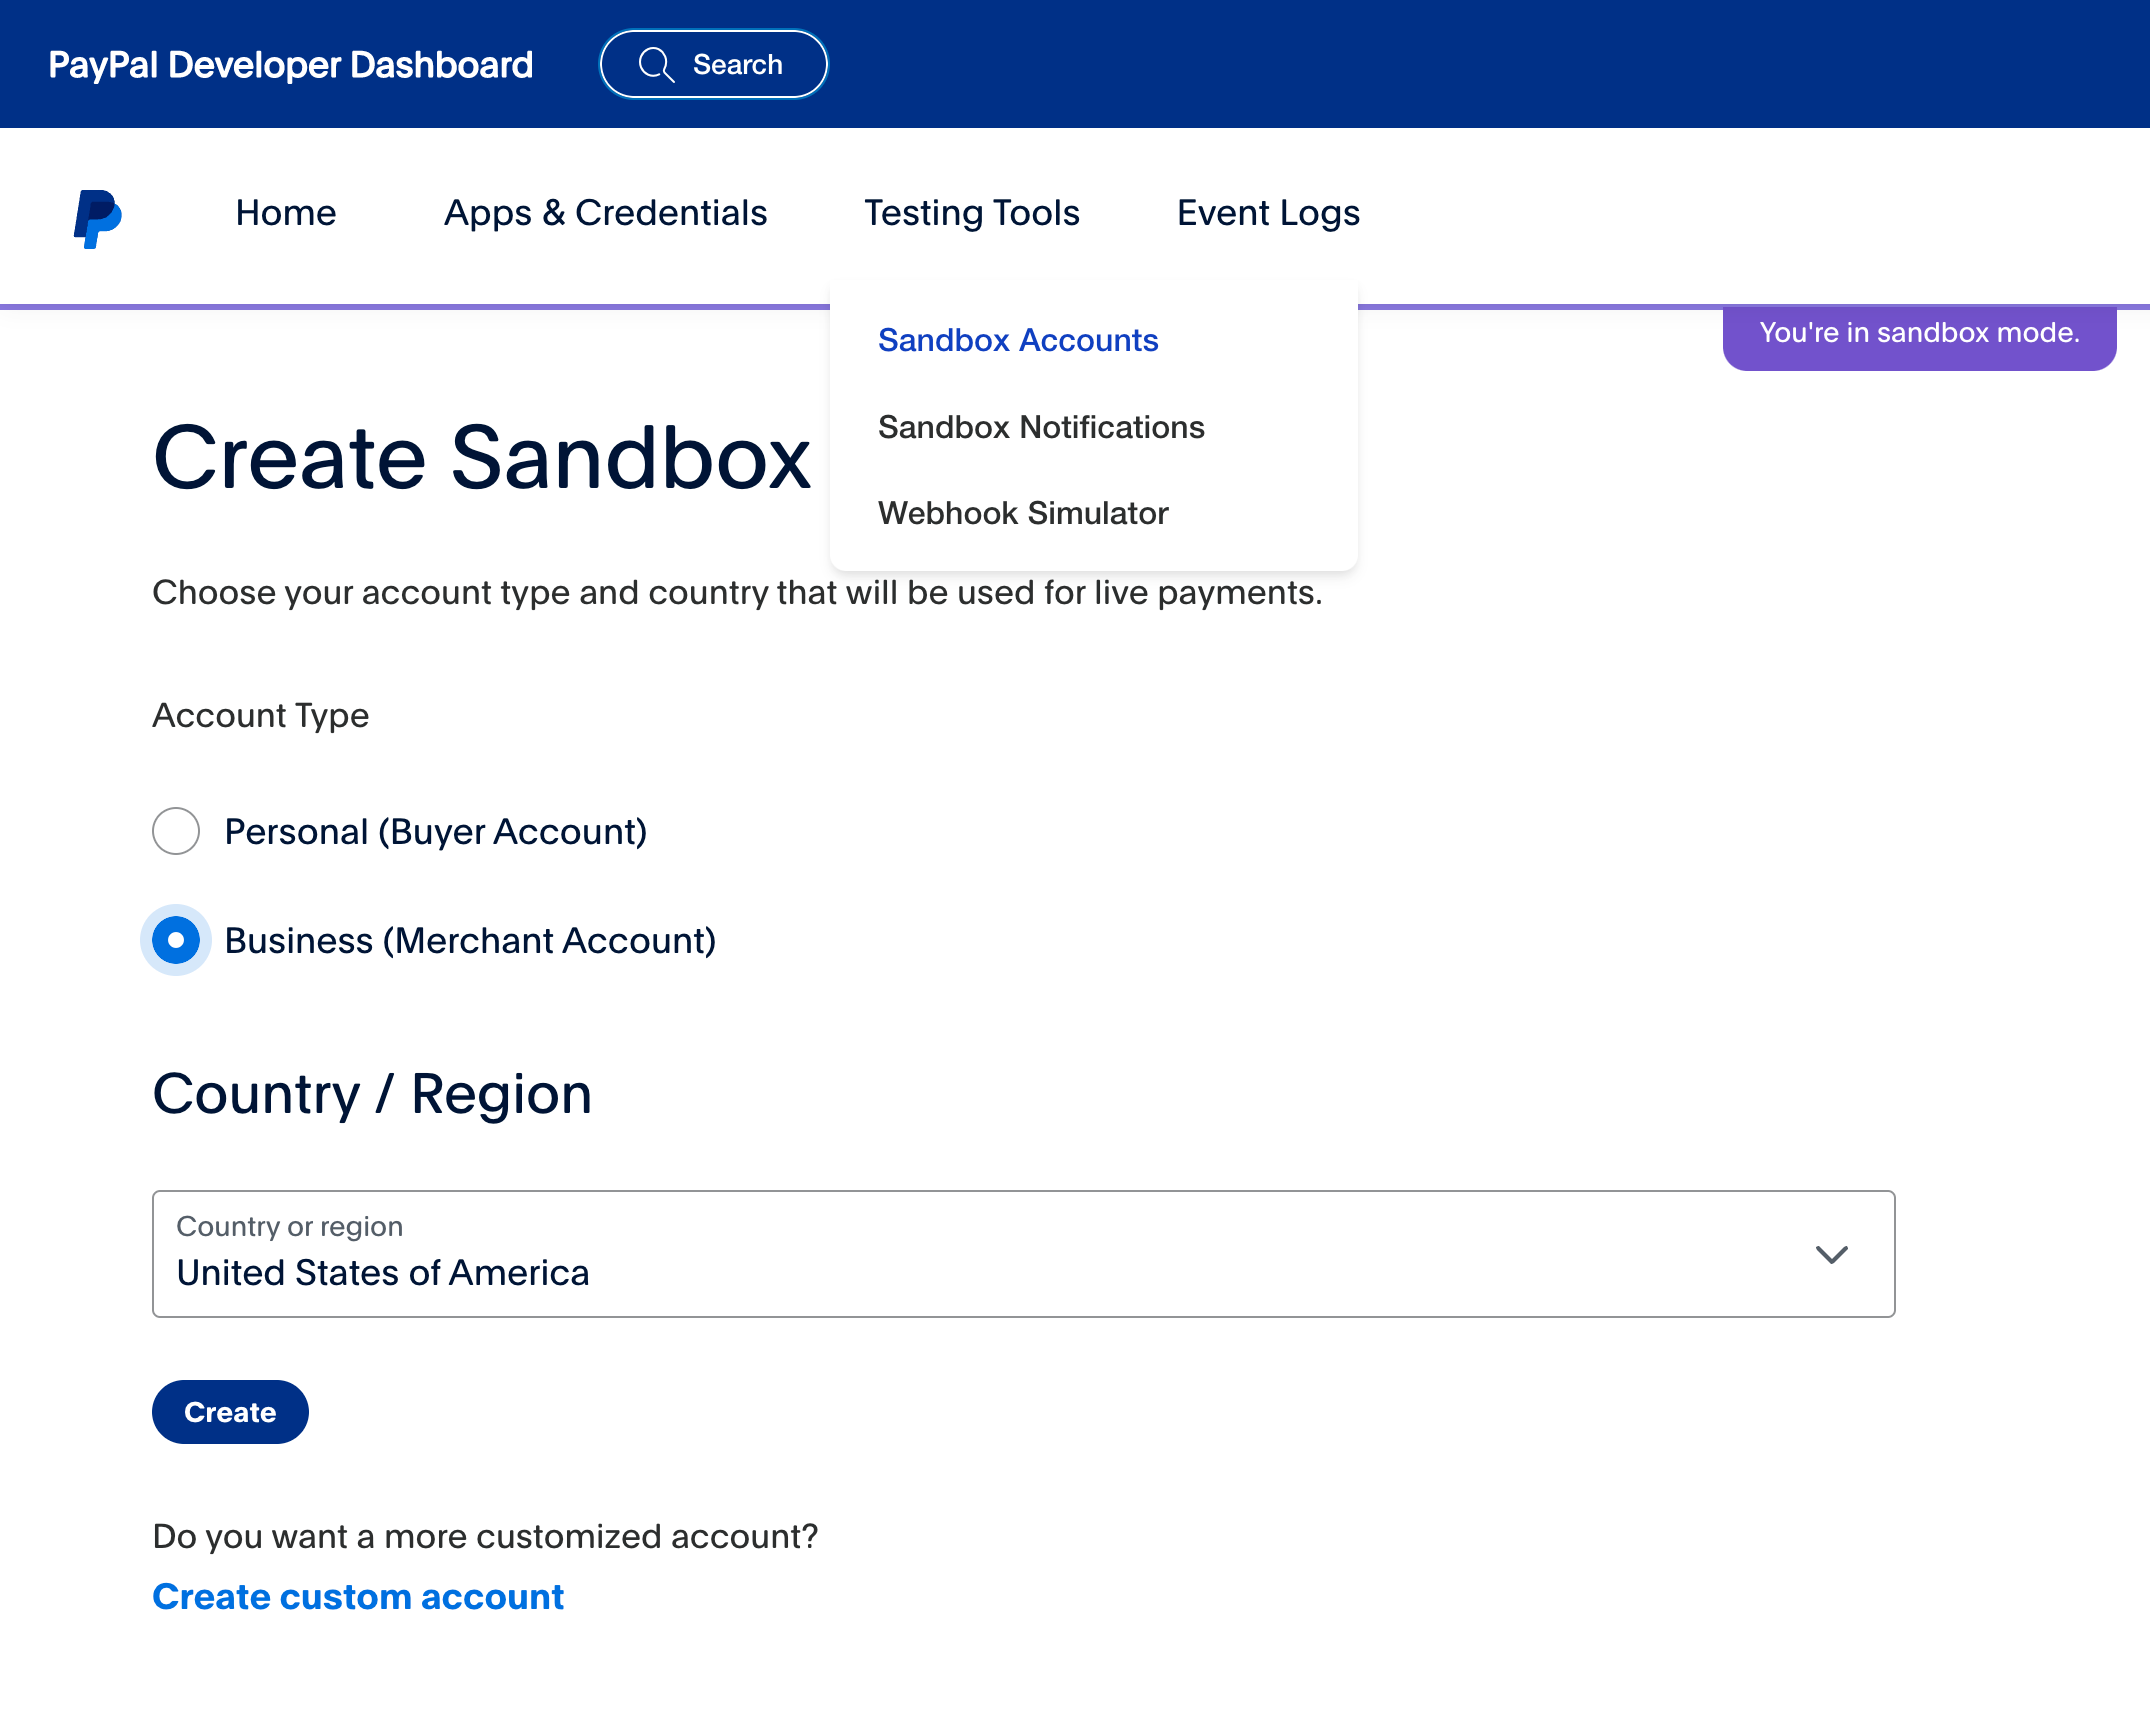 PayPal Developer Dashboard
Search
Home
Apps & Credentials
Testing Tools
Event Logs
Sandbox Accounts
Sandbox Notifications
Webhook Simulator
You're in sandbox mode.
Create Sandbox
Choose your account type and country that will be used for live payments.
Account Type
Personal (Buyer Account)
Business (Merchant Account)
Country / Region
Country or region
United States of America
Create
Do you want a more customized account?
Create custom account